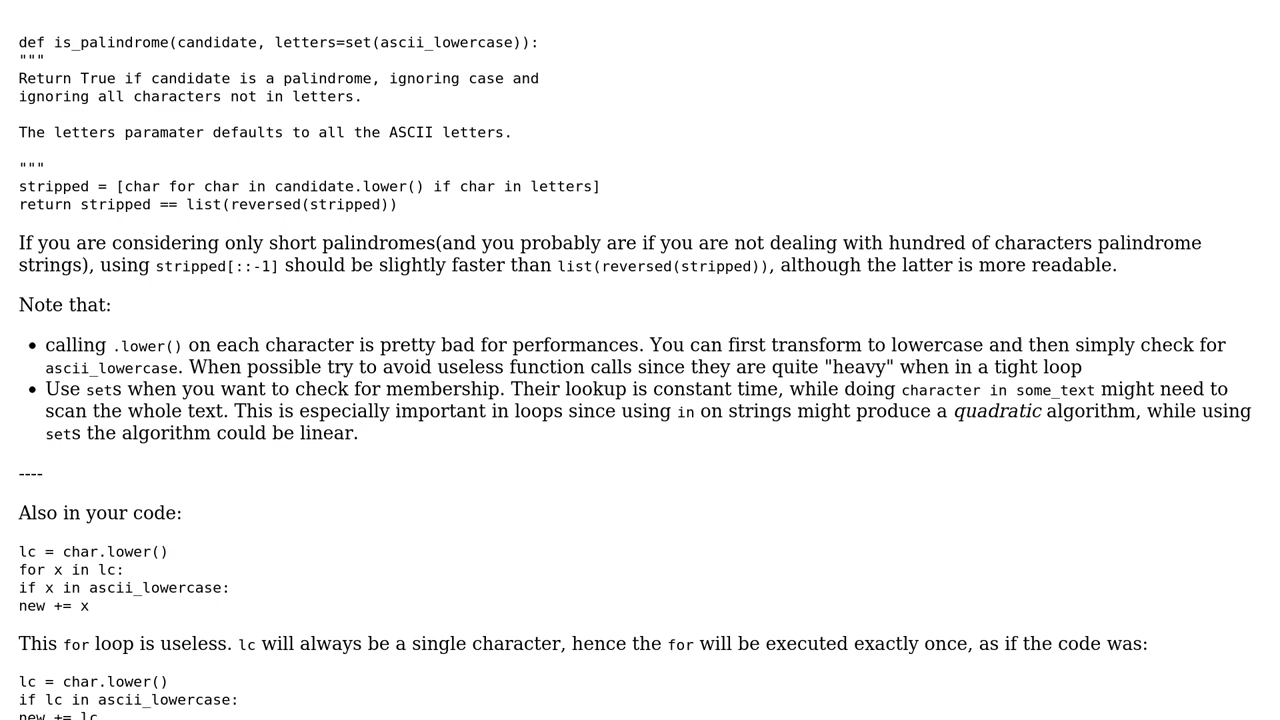 def is_palindrome(candidate, letters=set(ascii_lowercase)):
"""
Return True if candidate is a palindrome, ignoring case and
ignoring all characters not in letters.
The letters paramater defaults to all the ASCII letters.
"""
stripped = [char for char in candidate.lower() if char in letters]
return stripped == list(reversed(stripped))
If you are considering only short palindromes(and you probably are if you are not dealing with hundred of characters palindrome
strings), using stripped[::-1] should be slightly faster than list(reversed(stripped)), although the latter is more readable.
Note that:
• calling .lower() on each character is pretty bad for performances. You can first transform to lowercase and then simply check for
ascii_lowercase. When possible try to avoid useless function calls since they are quite "heavy" when in a tight loop
• Use sets when you want to check for membership. Their lookup is constant time, while doing character in some_text might need to
scan the whole text. This is especially important in loops since using in on strings might produce a quadratic algorithm, while using
sets the algorithm could be linear.
----
Also in your code:
lc = char.lower()
for x in lc:
if x in ascii_lowercase:
new += x
This for loop is useless. lc will always be a single character, hence the for will be executed exactly once, as if the code was:
lc = char.lower()
if lc in ascii_lowercase:
new += lc